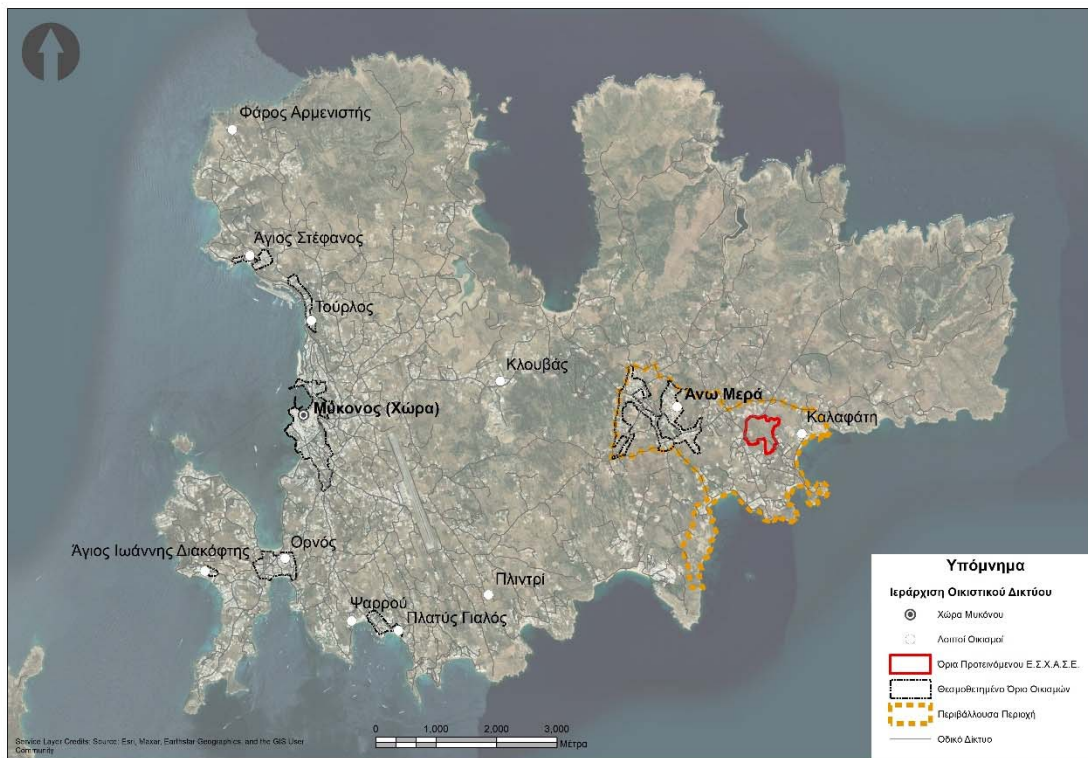 Φάρος Αρμενιστής
Άγιος Στέφανος
Τούρλος
Κλουβάς
Άνω Μερά
Μύκονος (Χώρα)
Καλαφάτη
Άγιος Ιωάννης Διακόφτης
Ορνός
Πλιντρί
Ψαρρού
Πλατύς Γιαλός
Υπόμνημα
Ιεράρχιση Οικιστικού Δικτύου
Χώρα Μυκόνου
Λοιποί Οικισμοί
Όρια Προτεινόμενου Ε.Σ.Χ.Α.Σ.Ε.
Θεσμοθετημένο Όριο Οικισμών
Περιβάλλουσα Περιοχή
Οδικό Δίκτυο
0 1,000 2,000 3,000
Μέτρα
Service Layer Credits: Source: Esri, Maxar, Earthstar Geographics, and the GIS User
Community